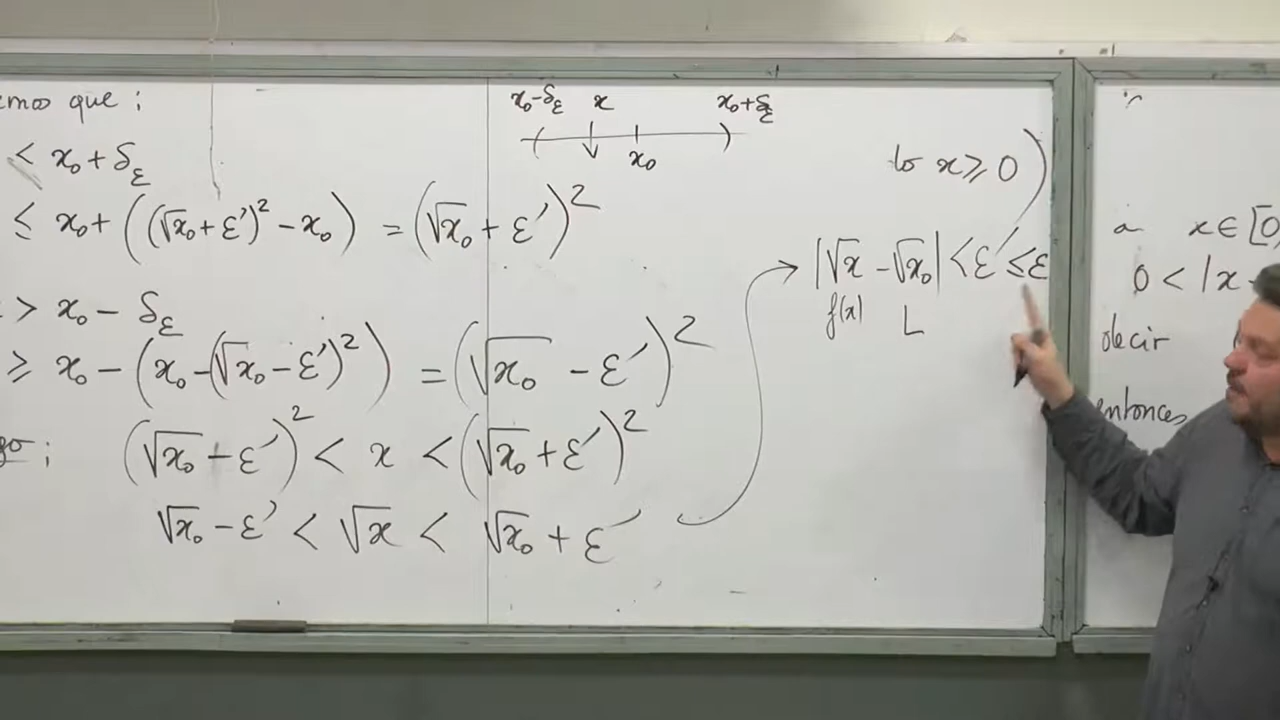 emos que :
< x₀ + δ_ε
≤ x₀ + ((√x₀ + ε′)² − x₀) = (√x₀ + ε′)²
> x₀ − δ_ε
≥ x₀ − (x₀ − (√x₀ − ε′)²) = (√x₀ − ε′)²
go : (√x₀ − ε′)² < x < (√x₀ + ε′)²
√x₀ − ε′ < √x < √x₀ + ε′
x₀−δ_ε x x₀+δ_ε
x₀
to x ⩾ 0)
|√x − √x₀| < ε′ ≤ ε
f(x) L
a x ∈ [0,
0 < |x −
decir
entonces